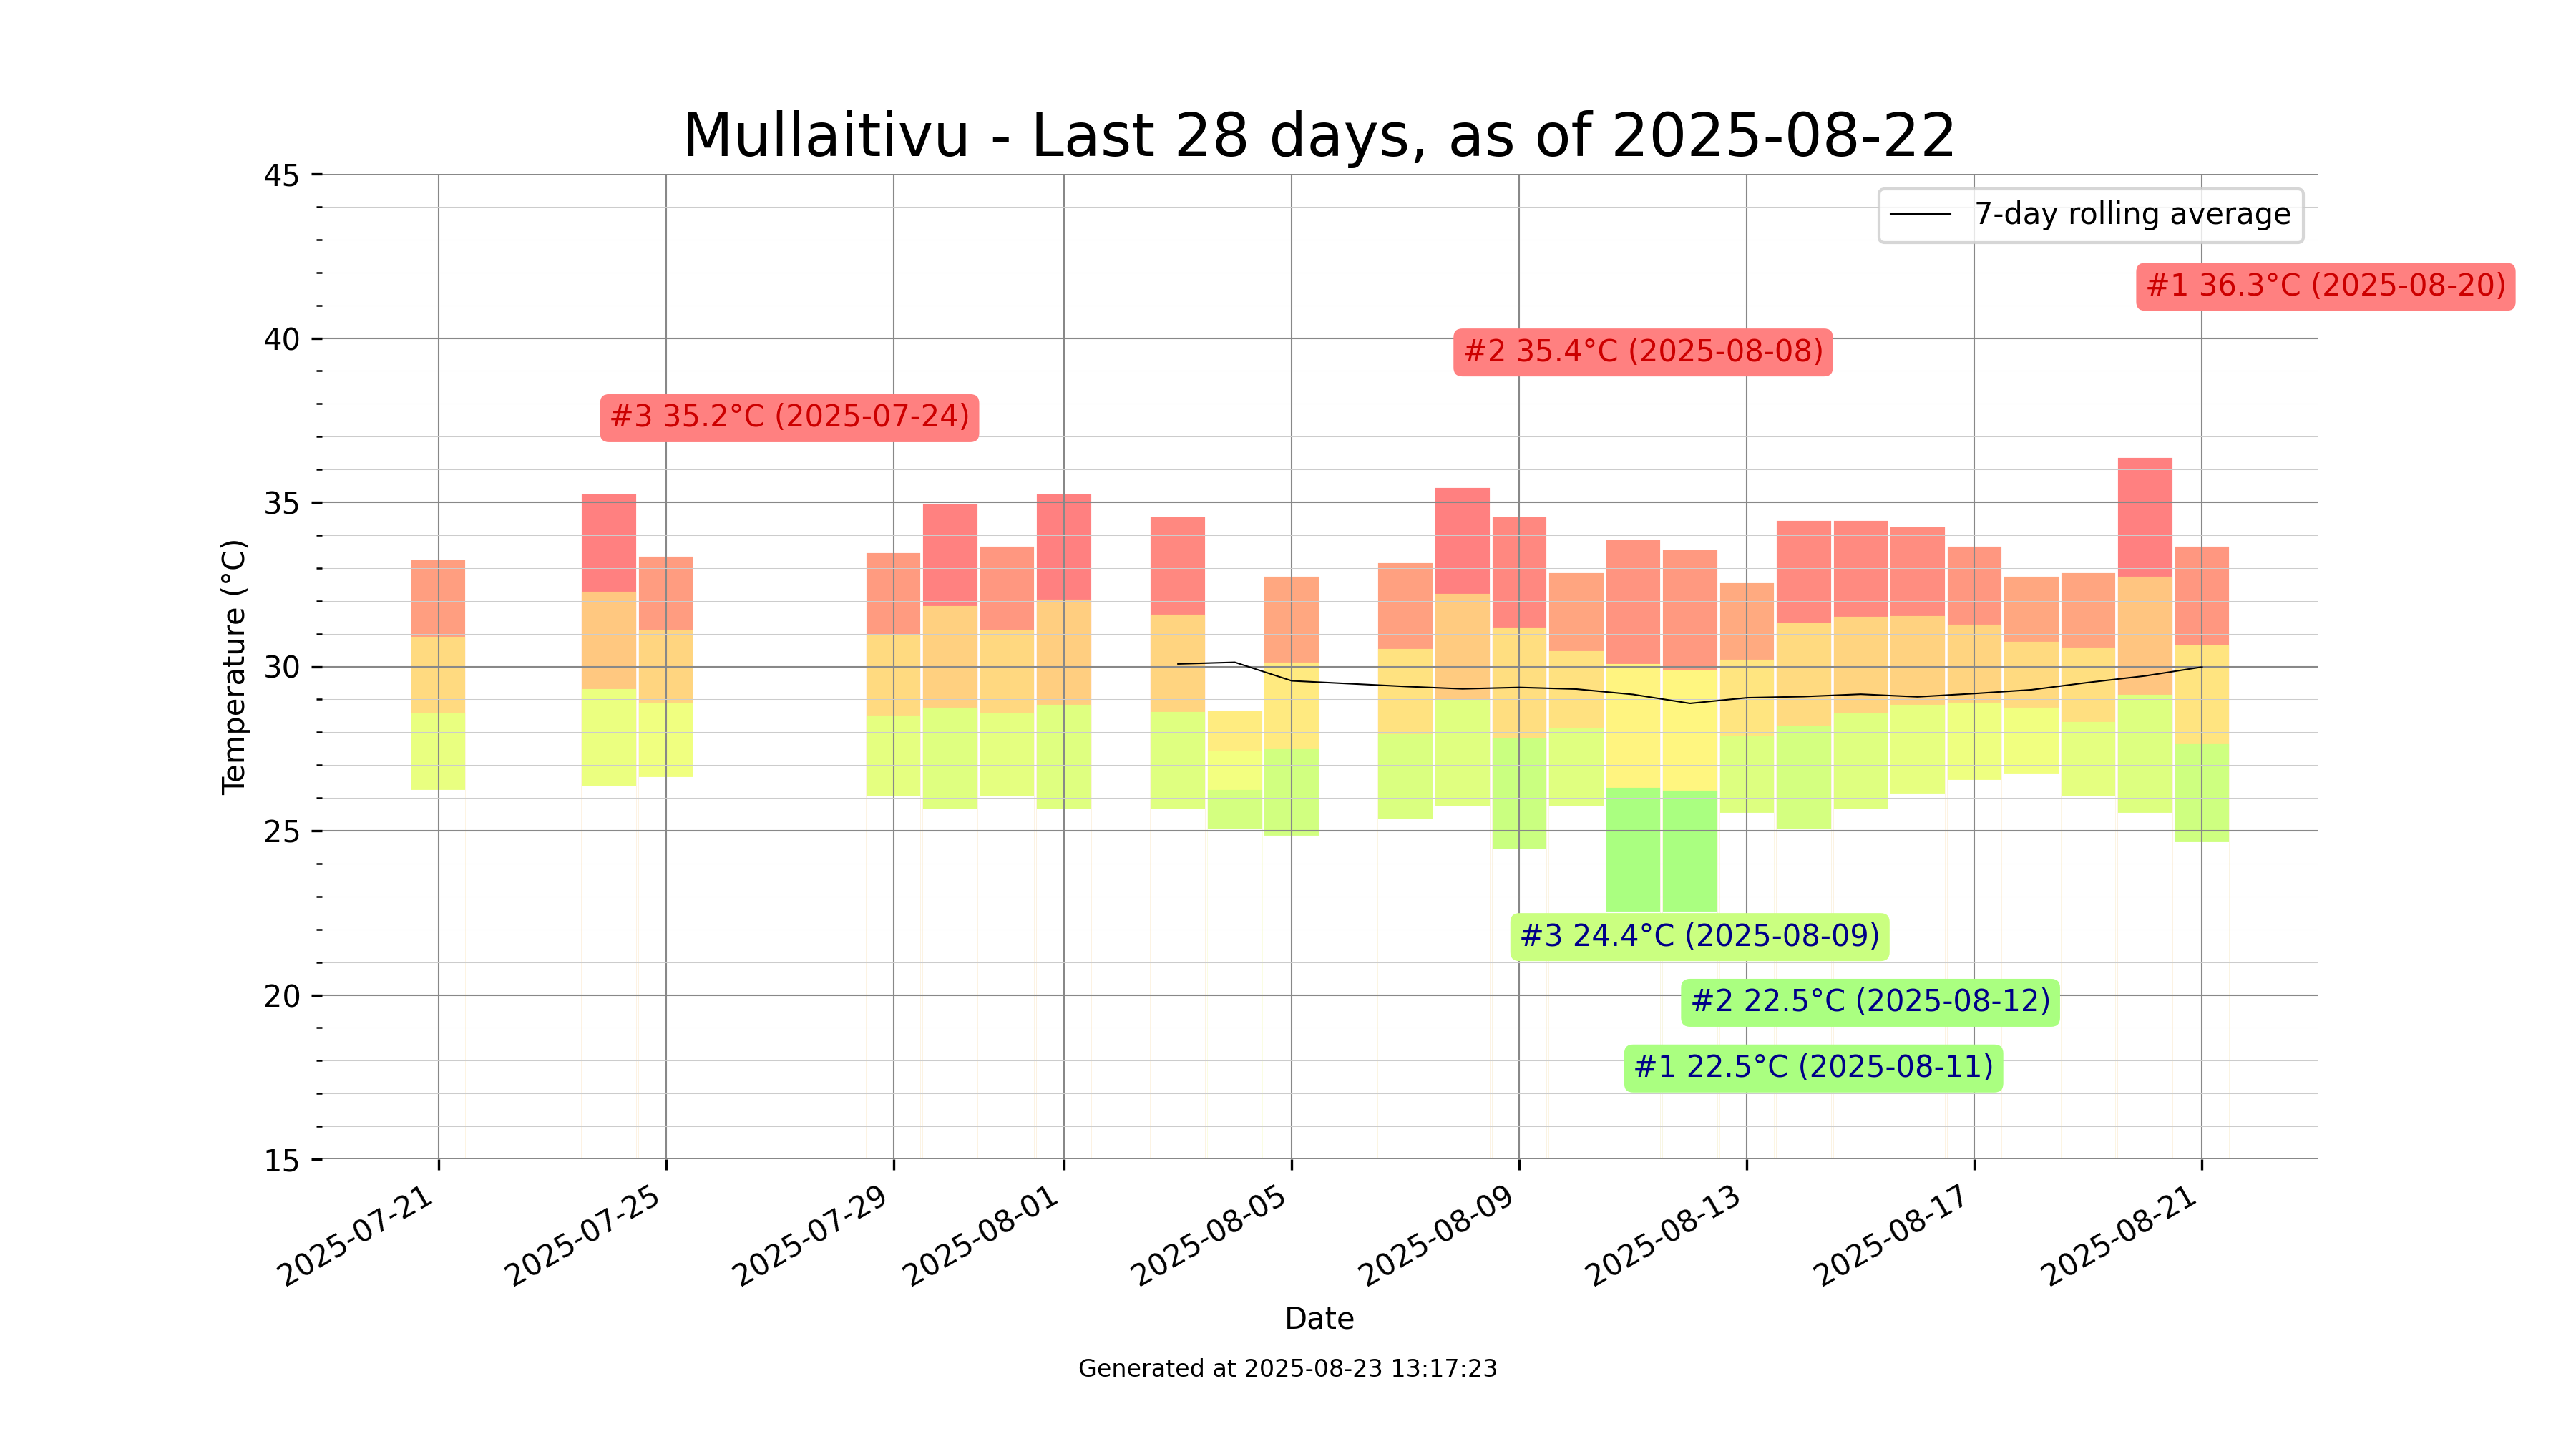 Mullaitivu - Last 28 days, as of 2025-08-22
45
40
35
30
25
20
15
Temperature (°C)
7-day rolling average
#1 36.3°C (2025-08-20)
#2 35.4°C (2025-08-08)
#3 35.2°C (2025-07-24)
#3 24.4°C (2025-08-09)
#2 22.5°C (2025-08-12)
#1 22.5°C (2025-08-11)
2025-07-21
2025-07-25
2025-07-29
2025-08-01
2025-08-05
2025-08-09
2025-08-13
2025-08-17
2025-08-21
Date
Generated at 2025-08-23 13:17:23